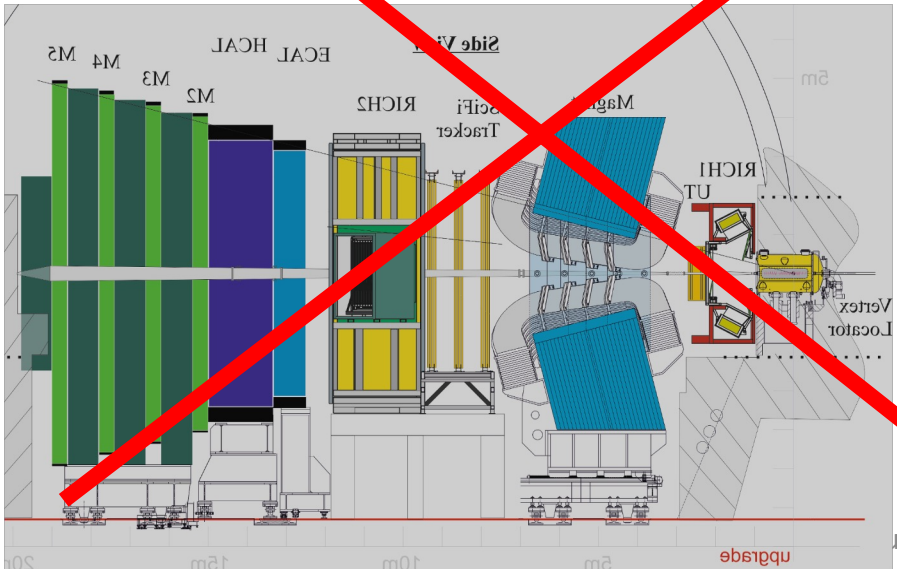 Side View
HCAL
ECAL
M5
M4
M3
M2
RICH2
SciFi
Tracker
RICH1
UT
Vertex
Locator
5m
20m
15m
10m
5m
upgrade